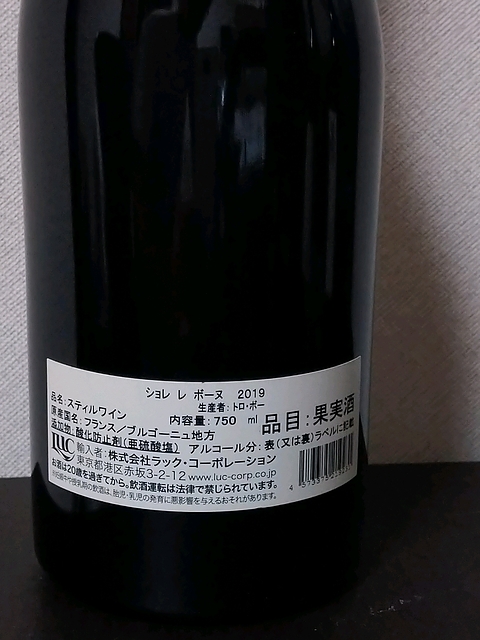 ショレ レ ボーヌ 2019
生産者:トロ・ボー
品名:スティルワイン
原産国名:フランス/ブルゴーニュ地方
内容量:750 ml
品目:果実酒
添加物:酸化防止剤(亜硫酸塩) アルコール分:表(又は裏)ラベルに記載
LUC
輸入者:株式会社ラック・コーポレーション
東京都港区赤坂3-2-12 www.luc-corp.co.jp
お酒は20歳を過ぎてから。飲酒運転は法律で禁じられています。
妊娠中や授乳期の飲酒は、胎児・乳児の発育に悪影響を与えるおそれがあります。